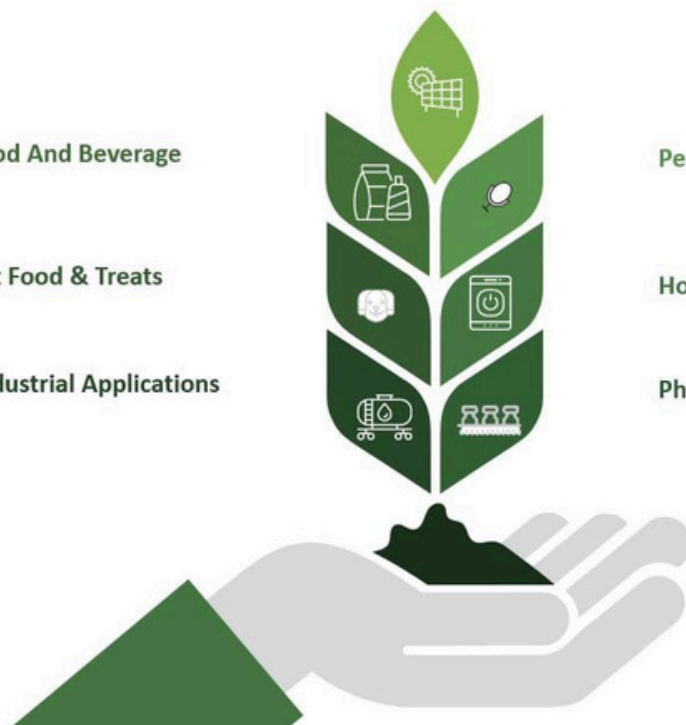 od And Beverage
Pe
t Food & Treats
Ho
dustrial Applications
Ph